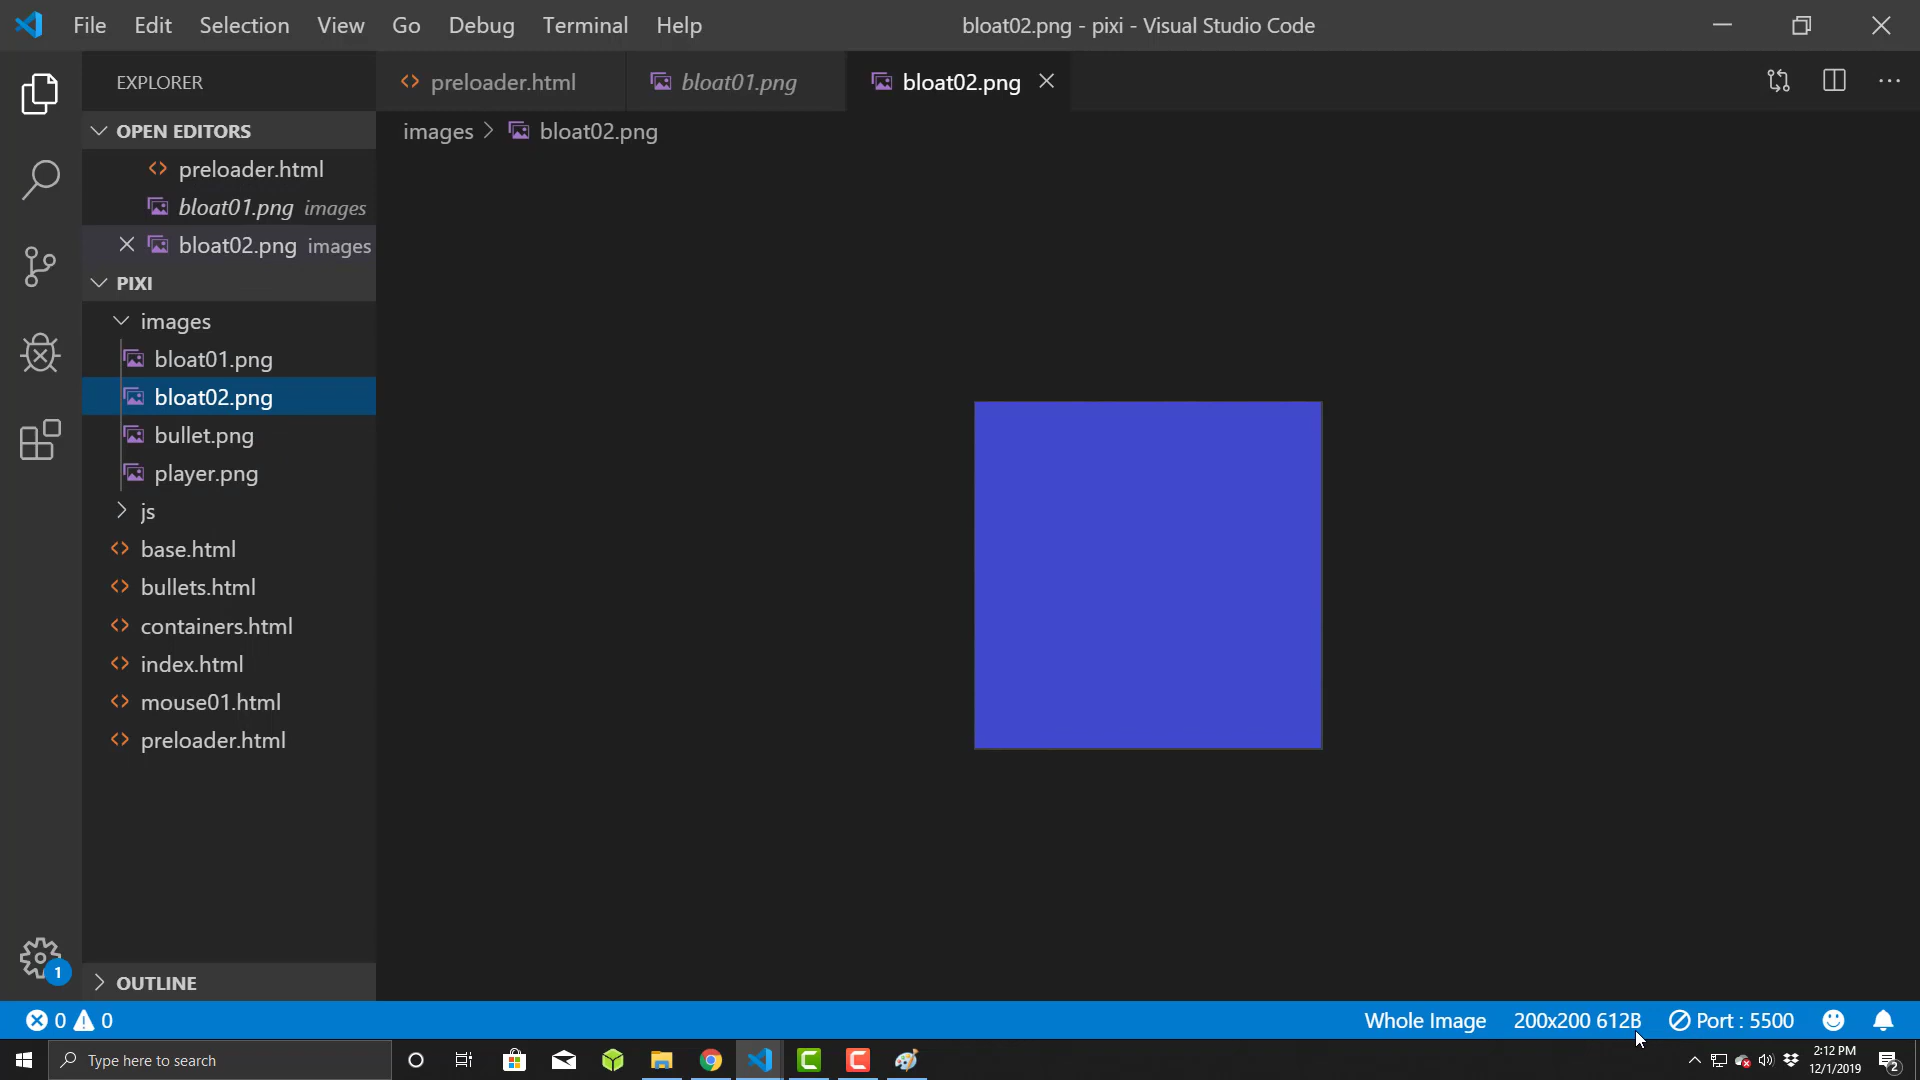 File Edit Selection View Go Debug Terminal Help
bloat02.png - pixi - Visual Studio Code
EXPLORER
preloader.html
bloat01.png
bloat02.png
OPEN EDITORS
images > bloat02.png
preloader.html
bloat01.png images
bloat02.png images
PIXI
images
bloat01.png
bloat02.png
bullet.png
player.png
js
base.html
bullets.html
containers.html
index.html
mouse01.html
preloader.html
1
OUTLINE
0 0
Whole Image 200x200 612B Port : 5500
Type here to search
2:12 PM
12/1/2019
2